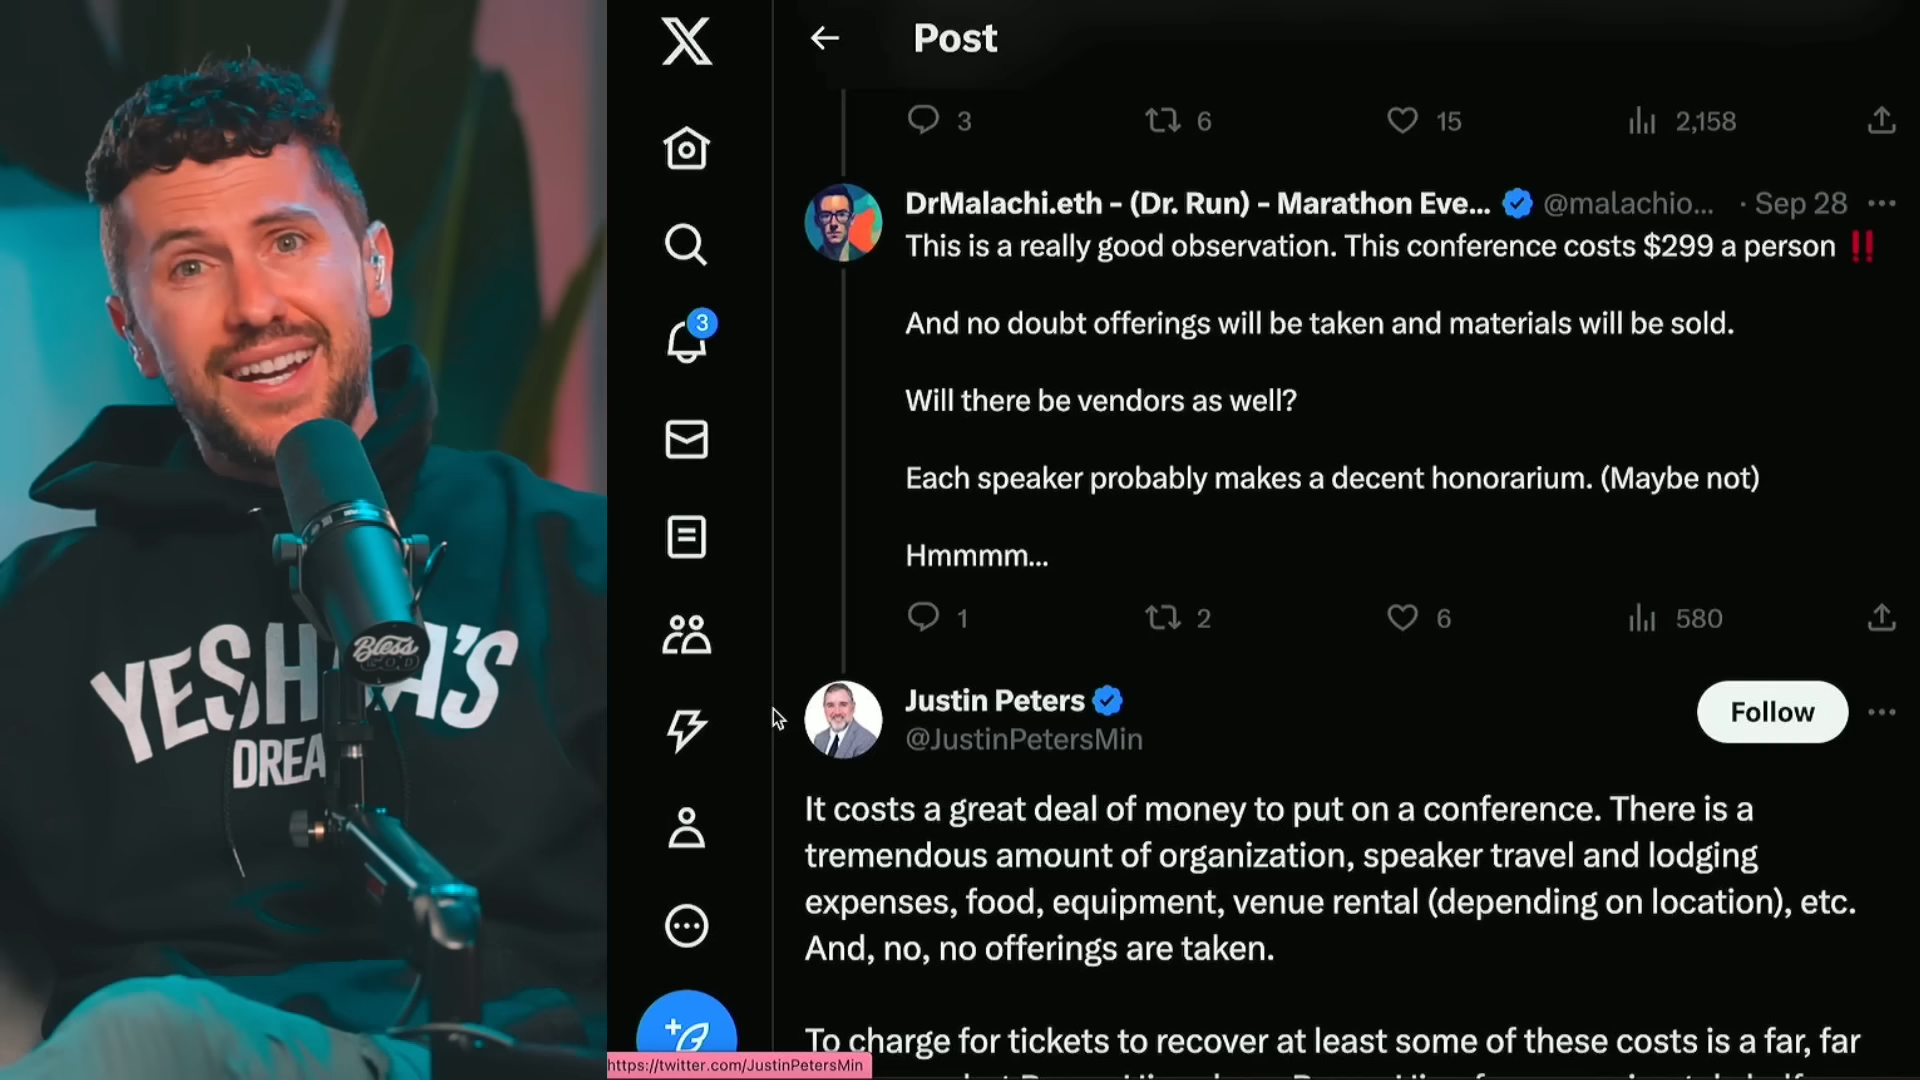 Post
3
6
15
2,158
DrMalachi.eth - (Dr. Run) - Marathon Eve... @malachio... · Sep 28
This is a really good observation. This conference costs $299 a person ‼️
And no doubt offerings will be taken and materials will be sold.
Will there be vendors as well?
Each speaker probably makes a decent honorarium. (Maybe not)
Hmmmm...
1
2
6
580
Justin Peters
@JustinPetersMin
Follow
It costs a great deal of money to put on a conference. There is a
tremendous amount of organization, speaker travel and lodging
expenses, food, equipment, venue rental (depending on location), etc.
And, no, no offerings are taken.
To charge for tickets to recover at least some of these costs is a far, far
3
https://twitter.com/JustinPetersMin
Bless
GOD